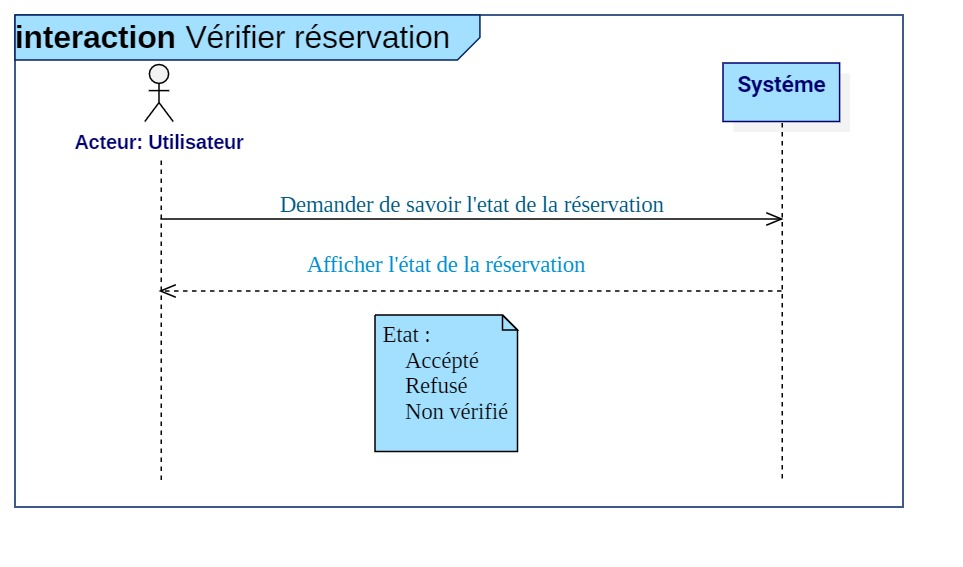 interaction Vérifier réservation
Systéme
Acteur: Utilisateur
Demander de savoir l'etat de la réservation
Afficher l'état de la réservation
Etat :
Accépté
Refusé
Non vérifié